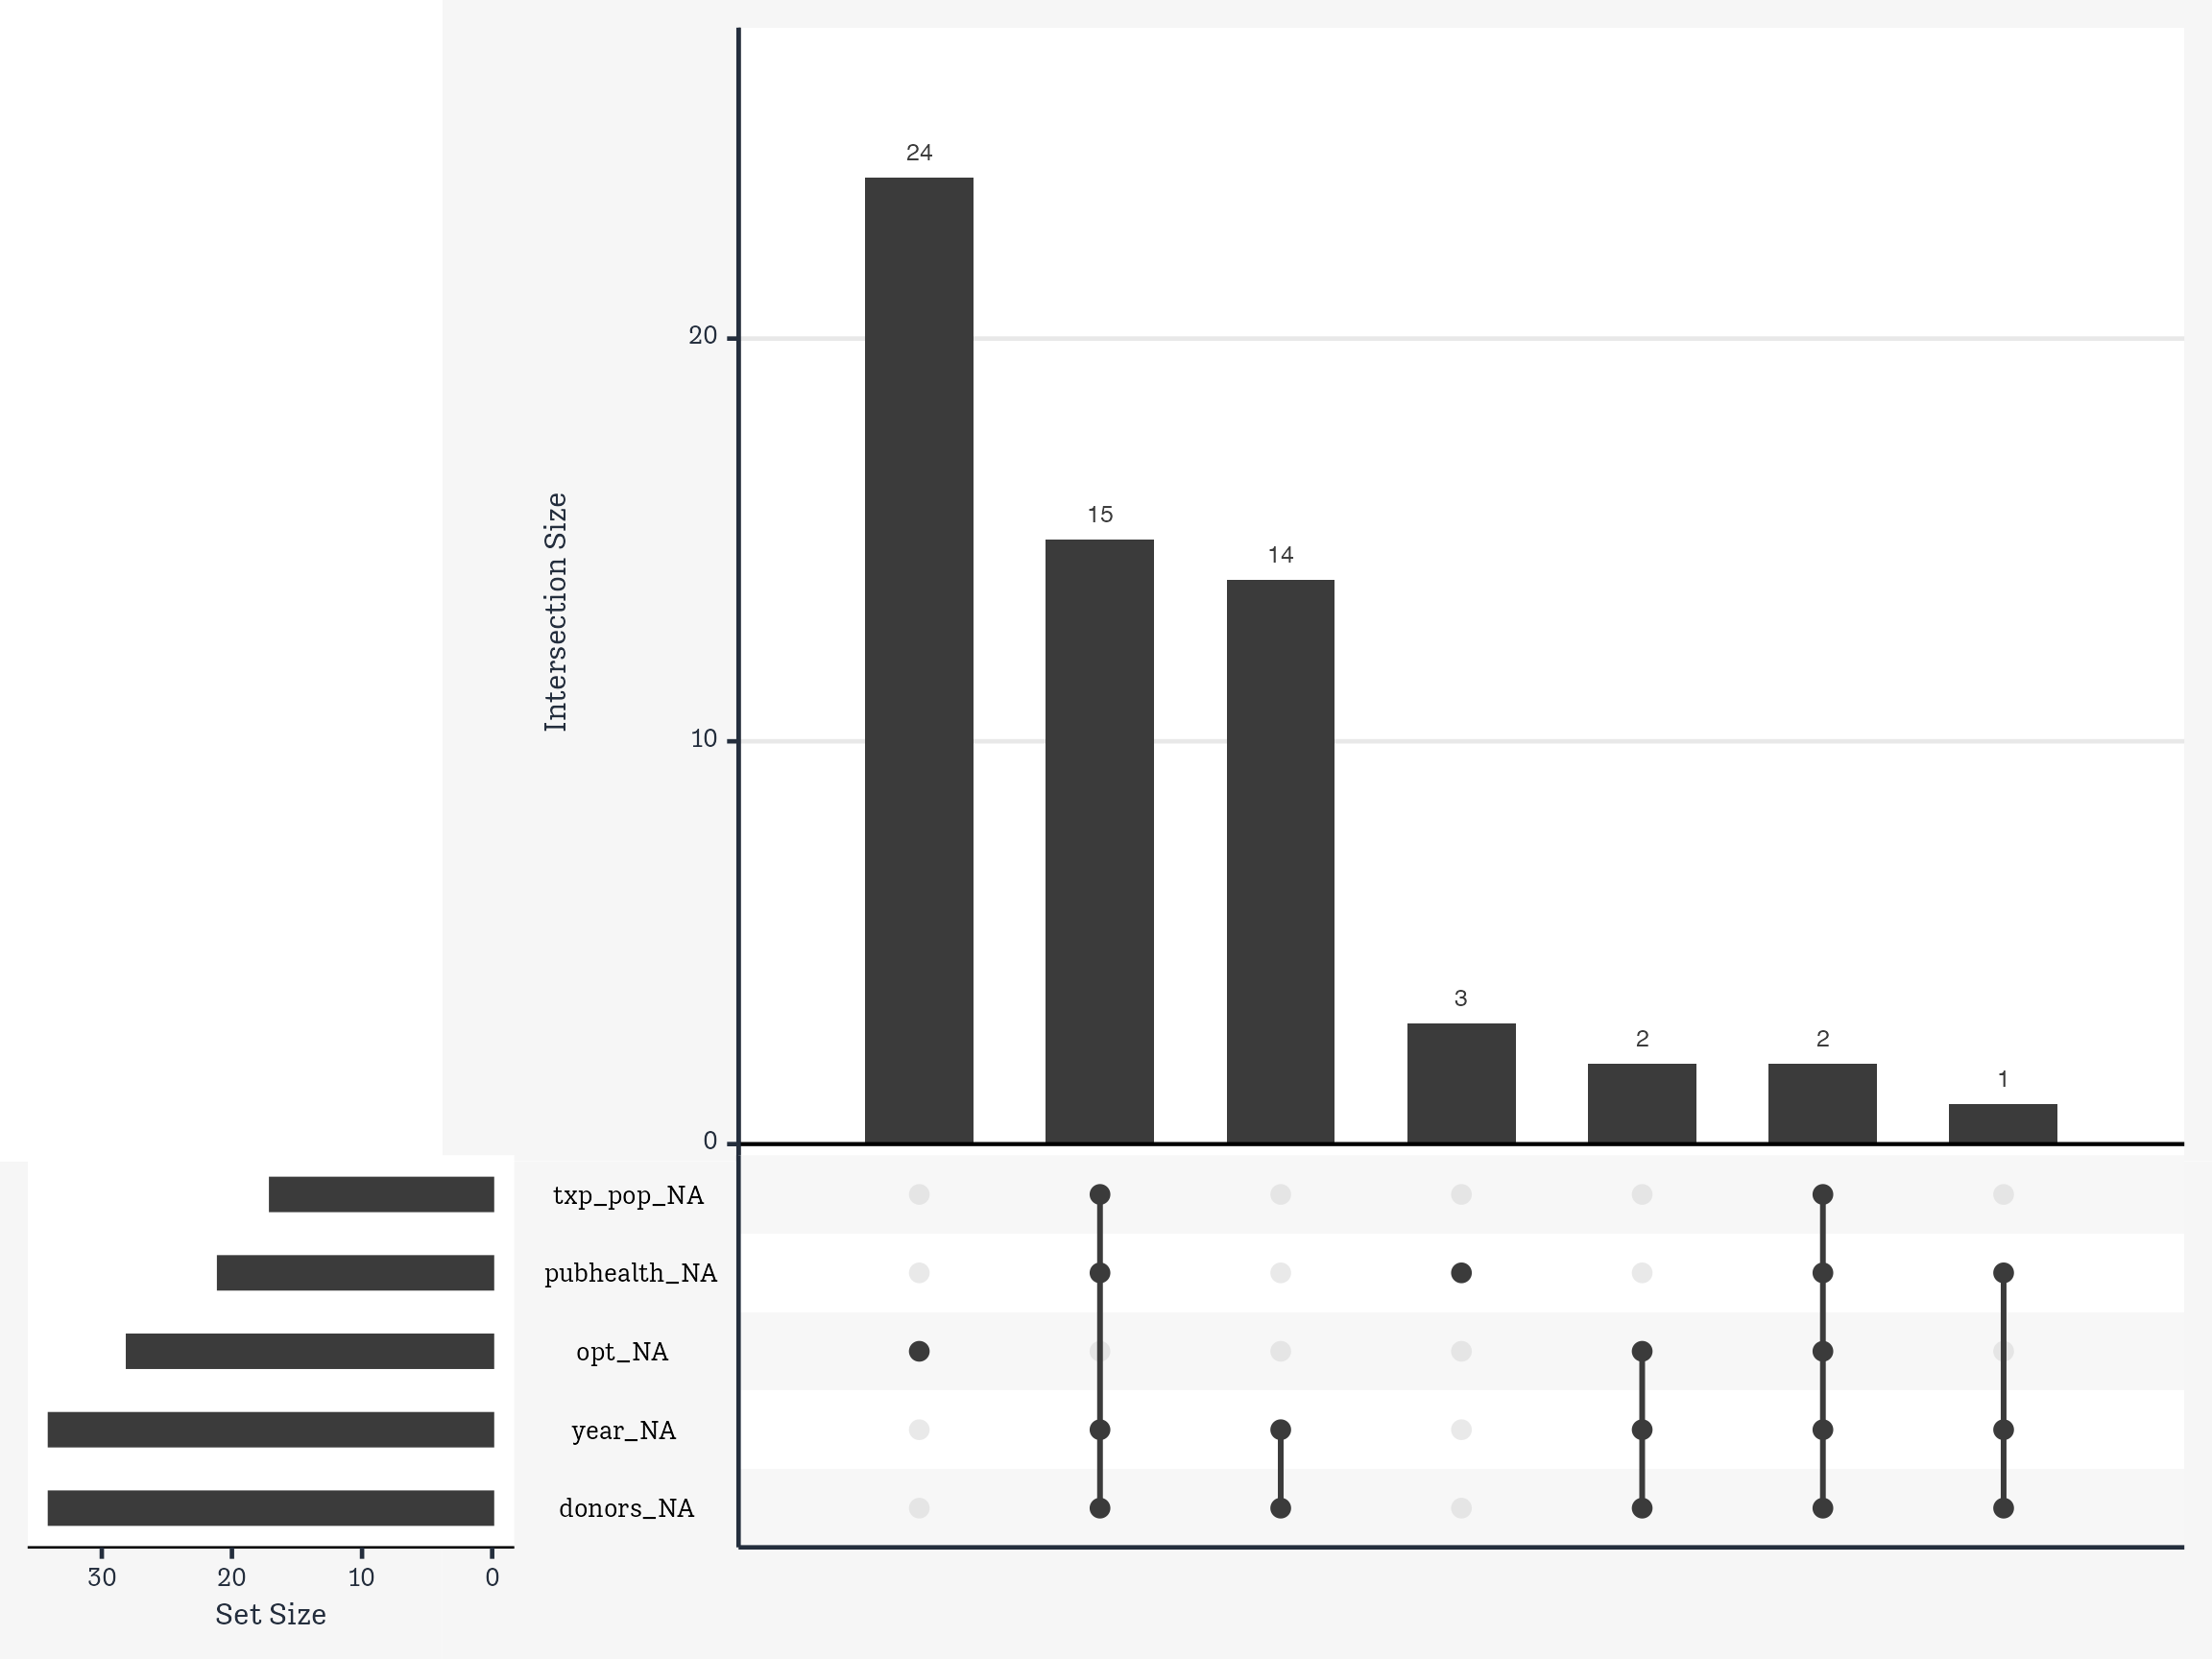 24
20
15
Intersection Size
14
10
3
2
2
1
0
txp_pop_NA
pubhealth_NA
opt_NA
year_NA
donors_NA
30 20 10 0
Set Size